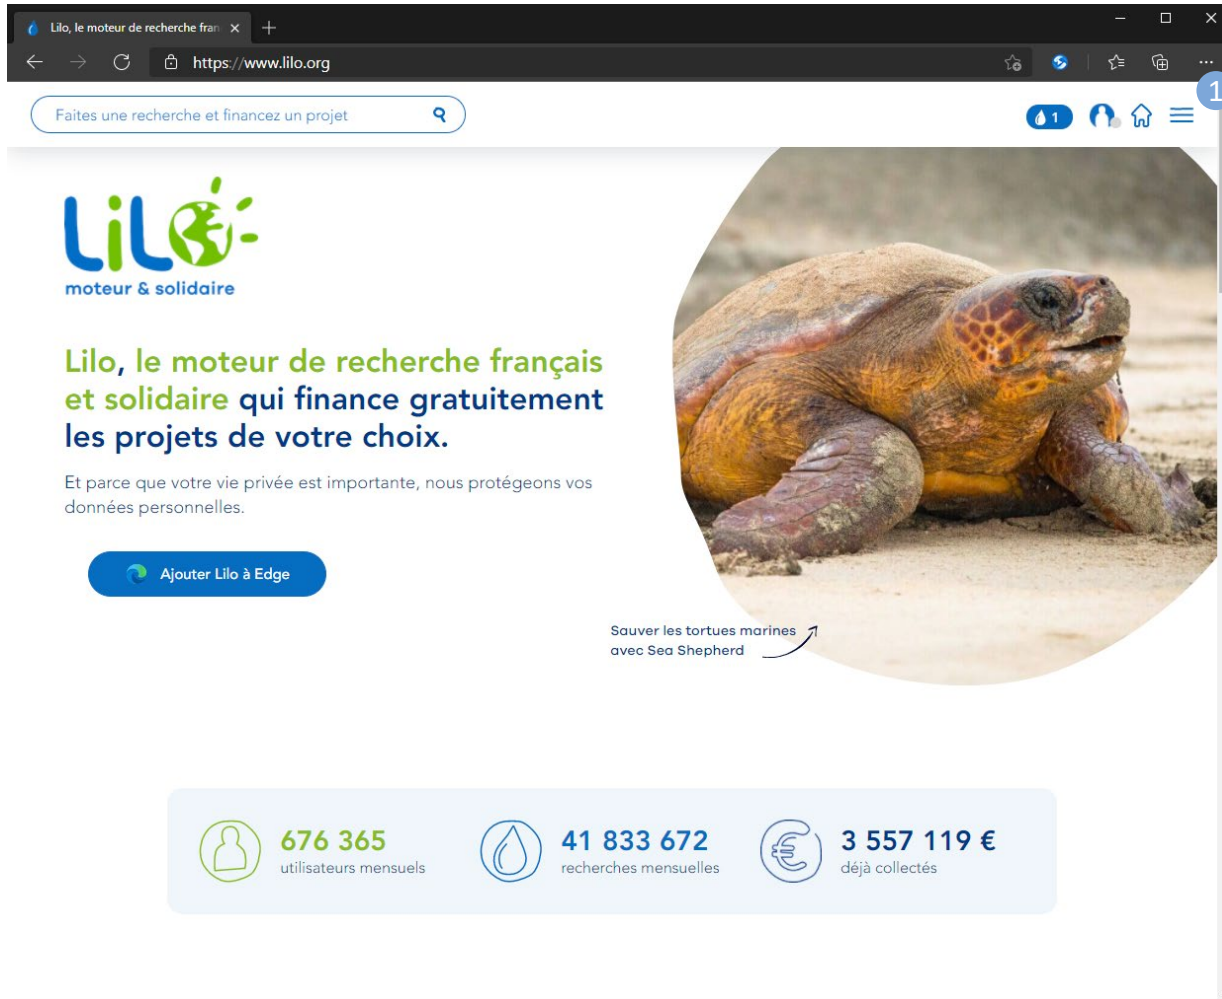 Lilo, le moteur de recherche fran
https://www.lilo.org
1
Faites une recherche et financez un projet
1
LiLO
moteur & solidaire
Lilo, le moteur de recherche français
et solidaire qui finance gratuitement
les projets de votre choix.
Et parce que votre vie privée est importante, nous protégeons vos
données personnelles.
Ajouter Lilo à Edge
Sauver les tortues marines
avec Sea Shepherd
676 365
utilisateurs mensuels
41 833 672
recherches mensuelles
3 557 119 €
déjà collectés